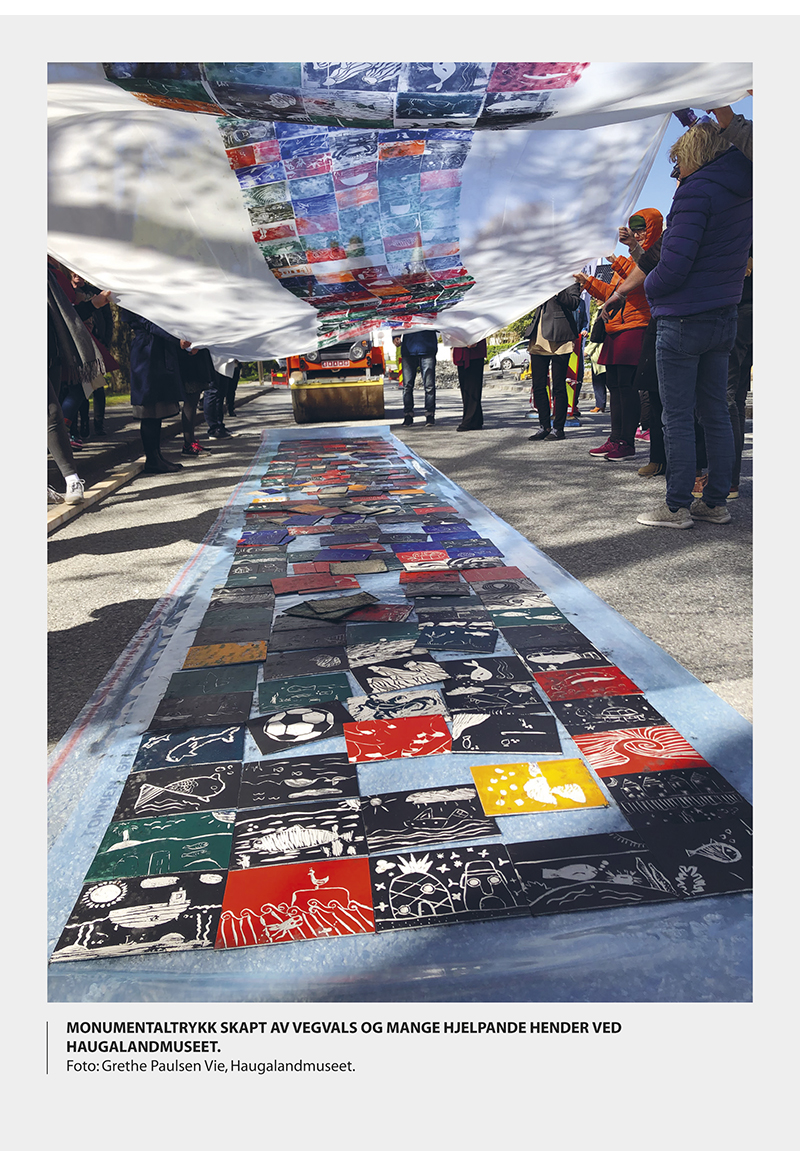 MONUMENTALTRYKK SKAPT AV VEGVALS OG MANGE HJELPANDE HENDER VED
HAUGALANDMUSEET.
Foto: Grethe Paulsen Vie, Haugalandmuseet.